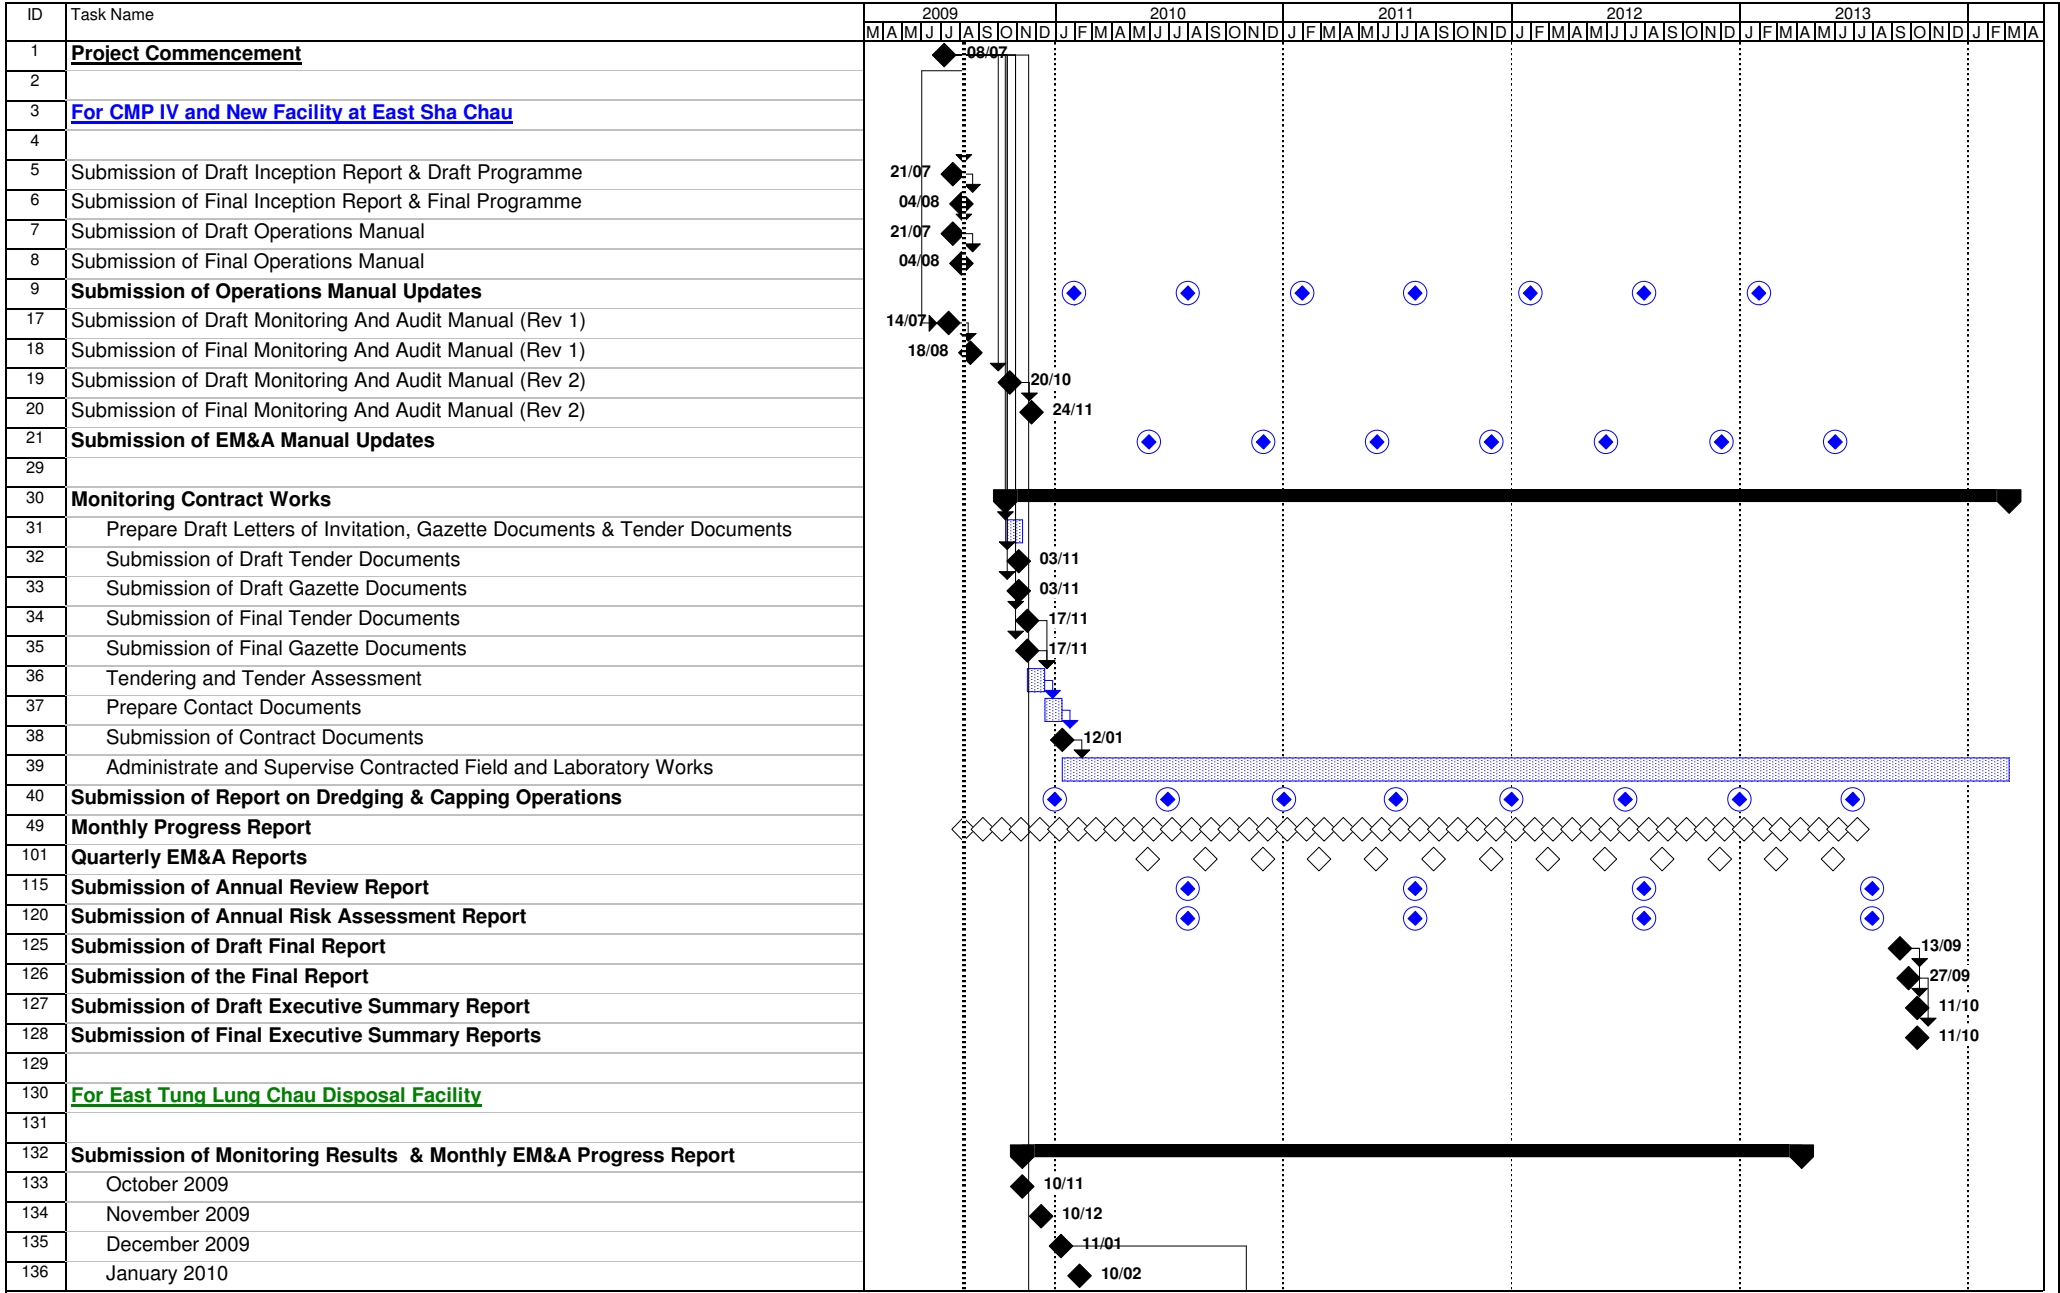 ID Task Name 2009 2010 2011 2012 2013
M A M J J A S O N D J F M A M J J A S O N D J F M A M J J A S O N D J F M A M J J A S O N D J F M A M J J A S O N D J F M A
1 Project Commencement 08/07
2
3 For CMP IV and New Facility at East Sha Chau
4
5 Submission of Draft Inception Report & Draft Programme 21/07
6 Submission of Final Inception Report & Final Programme 04/08
7 Submission of Draft Operations Manual 21/07
8 Submission of Final Operations Manual 04/08
9 Submission of Operations Manual Updates
17 Submission of Draft Monitoring And Audit Manual (Rev 1) 14/07
18 Submission of Final Monitoring And Audit Manual (Rev 1) 18/08
19 Submission of Draft Monitoring And Audit Manual (Rev 2) 20/10
20 Submission of Final Monitoring And Audit Manual (Rev 2) 24/11
21 Submission of EM&A Manual Updates
29
30 Monitoring Contract Works
31 Prepare Draft Letters of Invitation, Gazette Documents & Tender Documents
32 Submission of Draft Tender Documents 03/11
33 Submission of Draft Gazette Documents 03/11
34 Submission of Final Tender Documents 17/11
35 Submission of Final Gazette Documents 17/11
36 Tendering and Tender Assessment
37 Prepare Contact Documents
38 Submission of Contract Documents 12/01
39 Administrate and Supervise Contracted Field and Laboratory Works
40 Submission of Report on Dredging & Capping Operations
49 Monthly Progress Report
101 Quarterly EM&A Reports
115 Submission of Annual Review Report
120 Submission of Annual Risk Assessment Report
125 Submission of Draft Final Report 13/09
126 Submission of the Final Report 27/09
127 Submission of Draft Executive Summary Report 11/10
128 Submission of Final Executive Summary Reports 11/10
129
130 For East Tung Lung Chau Disposal Facility
131
132 Submission of Monitoring Results & Monthly EM&A Progress Report
133 October 2009 10/11
134 November 2009 10/12
135 December 2009 11/01
136 January 2010 10/02